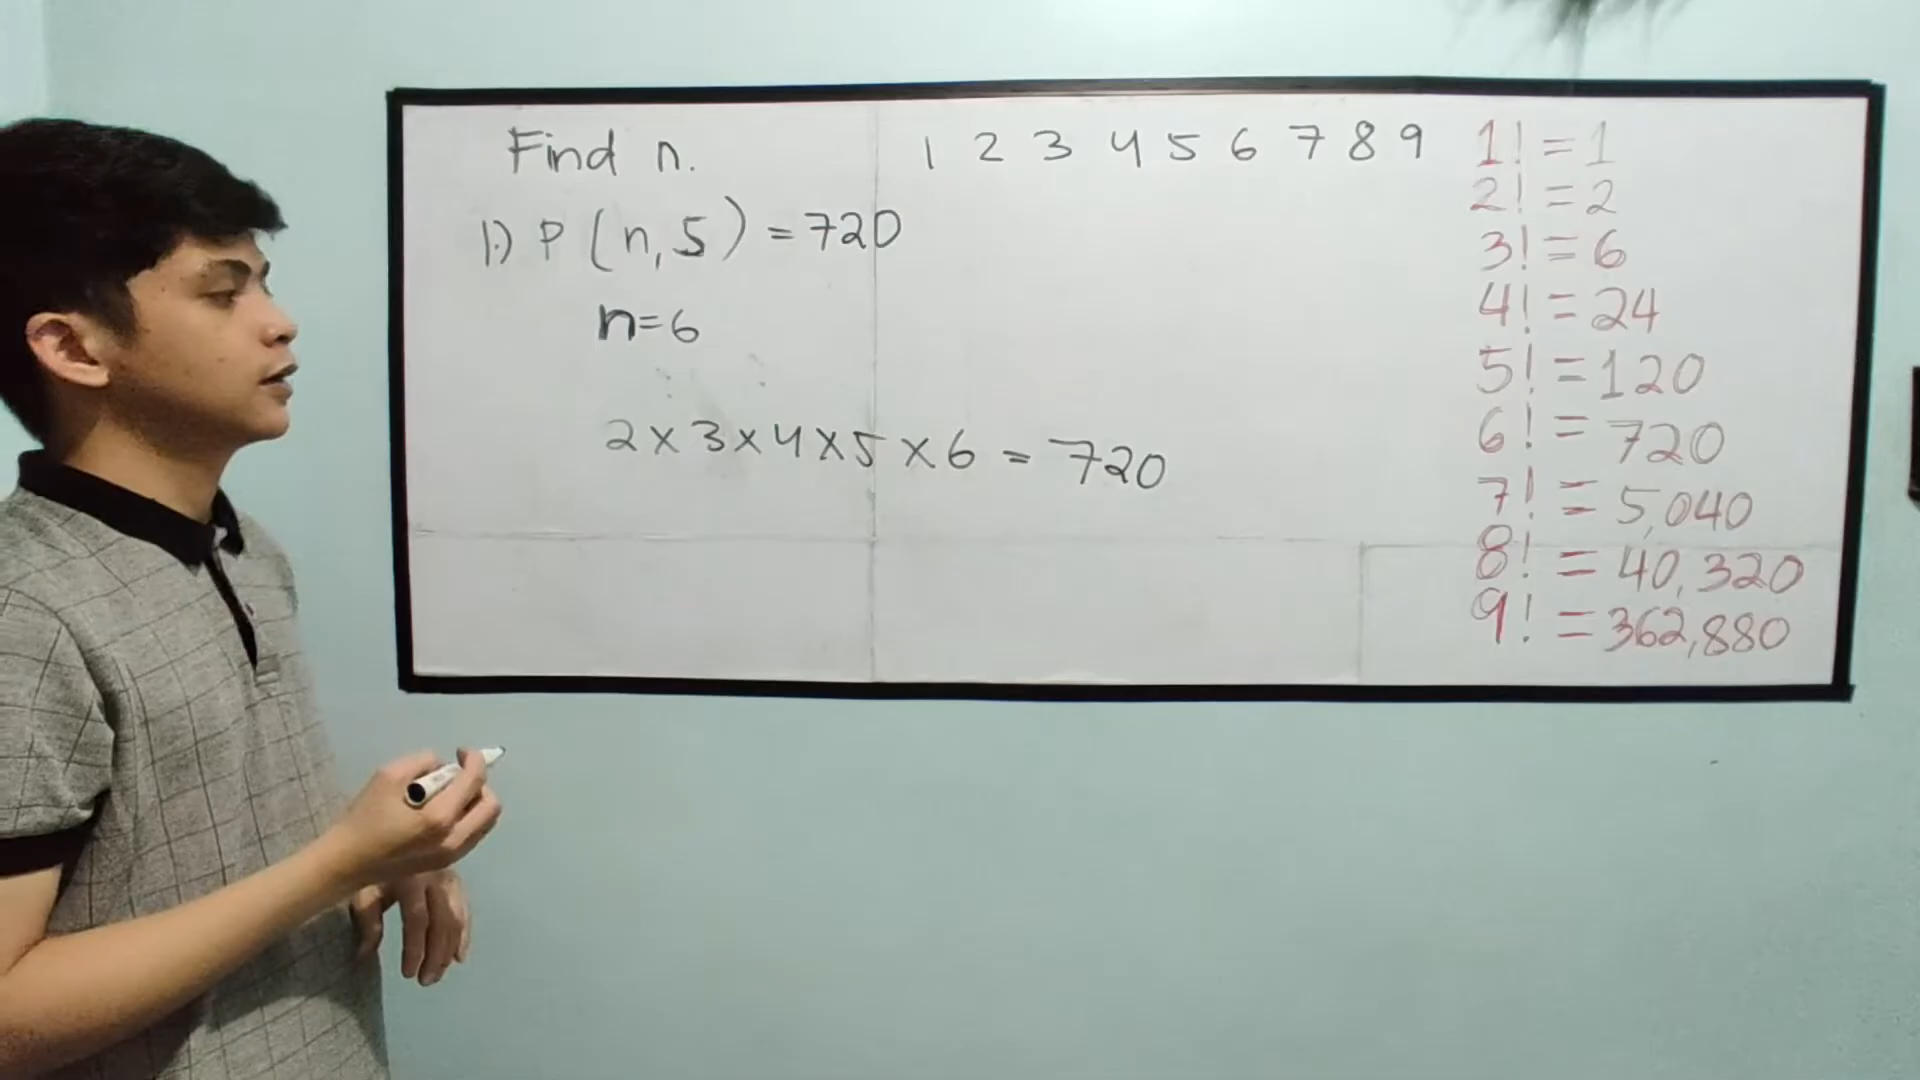 Find n.
1.) P (n, 5) = 720
n=6
2 x 3 x 4 x 5 x 6 = 720
1 2 3 4 5 6 7 8 9
1! = 1
2! = 2
3! = 6
4! = 24
5! = 120
6! = 720
7! = 5,040
8! = 40,320
9! = 362,880